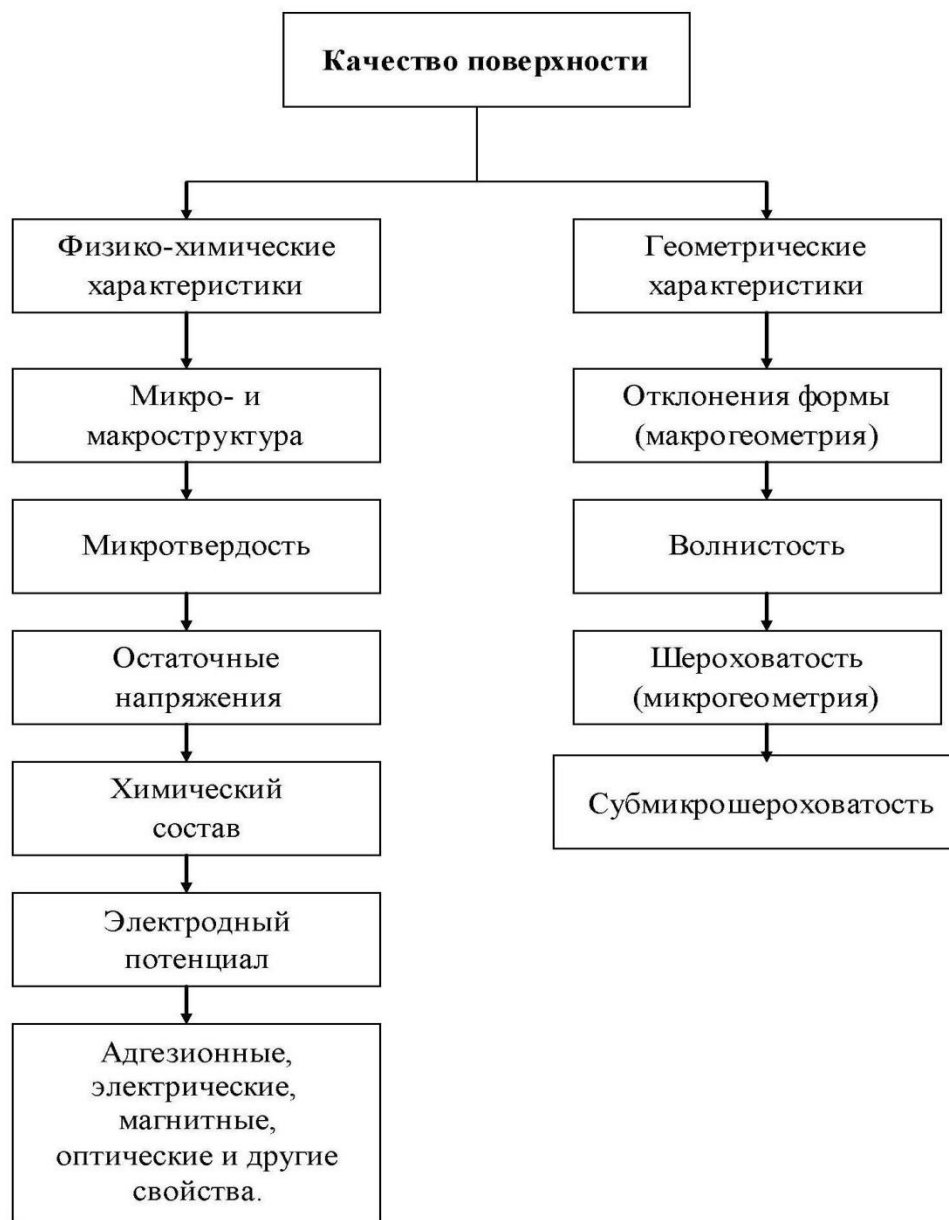 Качество поверхности
Физико-химические
характеристики
Микро- и
макроструктура
Микротвердость
Остаточные
напряжения
Химический
состав
Электродный
потенциал
Адгезионные,
электрические,
магнитные,
оптические и другие
свойства.
Геометрические
характеристики
Отклонения формы
(макрогеометрия)
Волнистость
Шероховатость
(микрогеометрия)
Субмикрошероховатость